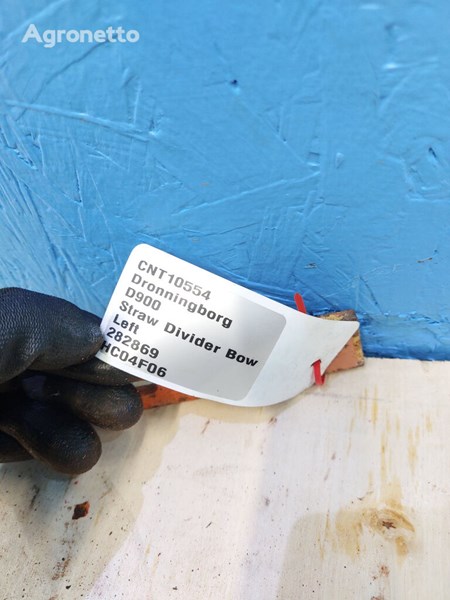 Agronetto
CNT10554
Dronningborg
D900
Straw Divider Bow
Left
282869
HC04F06